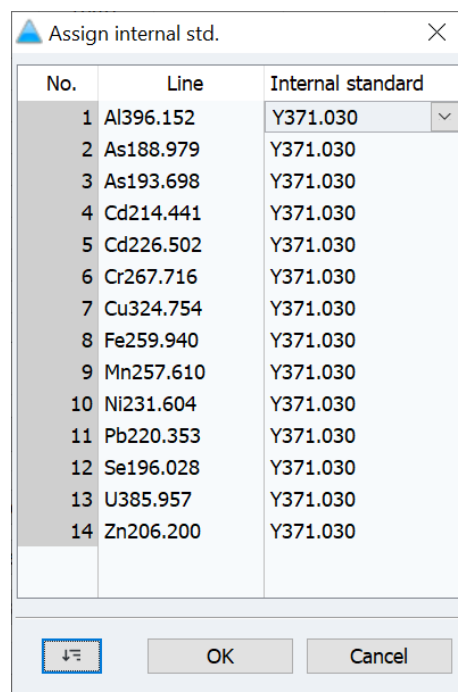 Assign internal std.
No. Line Internal standard
1 Al396.152 Y371.030
2 As188.979 Y371.030
3 As193.698 Y371.030
4 Cd214.441 Y371.030
5 Cd226.502 Y371.030
6 Cr267.716 Y371.030
7 Cu324.754 Y371.030
8 Fe259.940 Y371.030
9 Mn257.610 Y371.030
10 Ni231.604 Y371.030
11 Pb220.353 Y371.030
12 Se196.028 Y371.030
13 U385.957 Y371.030
14 Zn206.200 Y371.030
OK Cancel